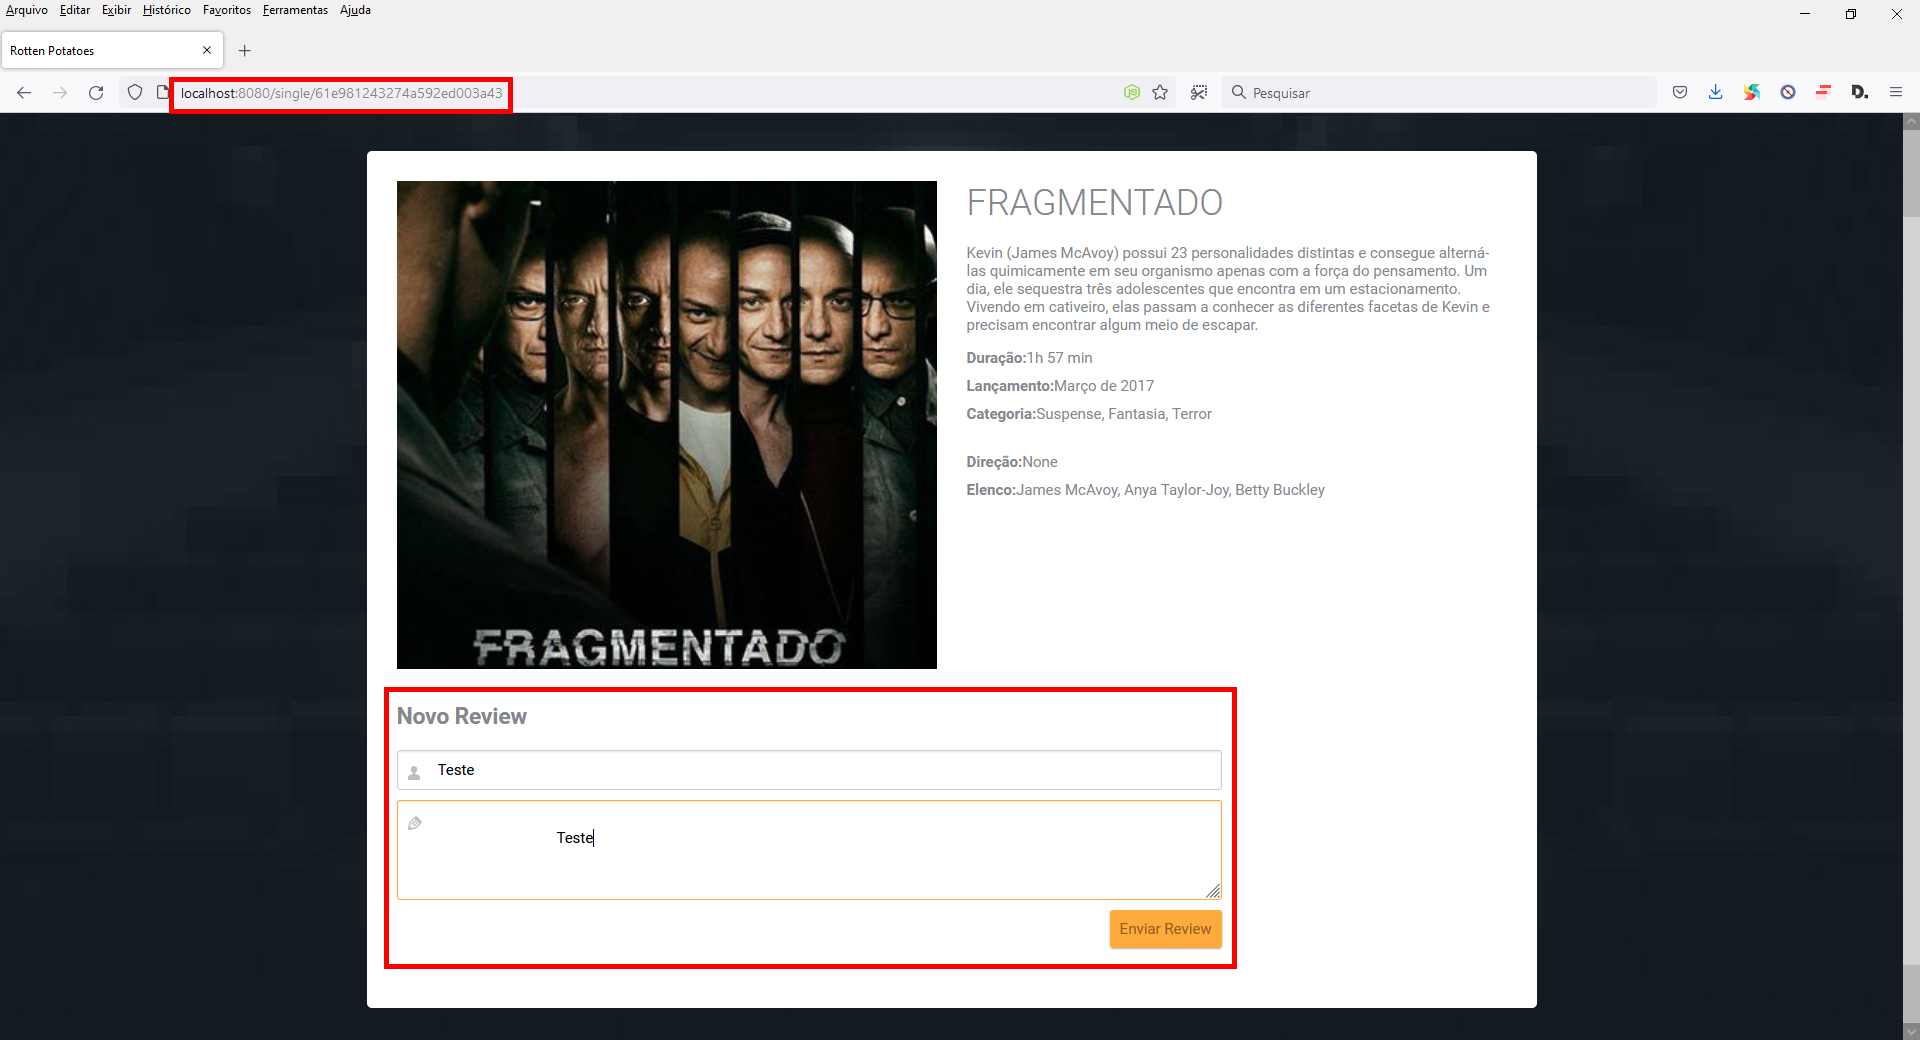 Arquivo Editar Exibir Histórico Favoritos Ferramentas Ajuda
Rotten Potatoes
localhost:8080/single/61e981243274a592ed003a43
JS
Pesquisar
D.
FRAGMENTADO
Kevin (James McAvoy) possui 23 personalidades distintas e consegue alterná-
las quimicamente em seu organismo apenas com a força do pensamento. Um
dia, ele sequestra três adolescentes que encontra em um estacionamento.
Vivendo em cativeiro, elas passam a conhecer as diferentes facetas de Kevin e
precisam encontrar algum meio de escapar.
Duração:1h 57 min
Lançamento:Março de 2017
Categoria:Suspense, Fantasia, Terror
Direção:None
Elenco:James McAvoy, Anya Taylor-Joy, Betty Buckley
FRAGMENTADO
Novo Review
Teste
Teste
Enviar Review